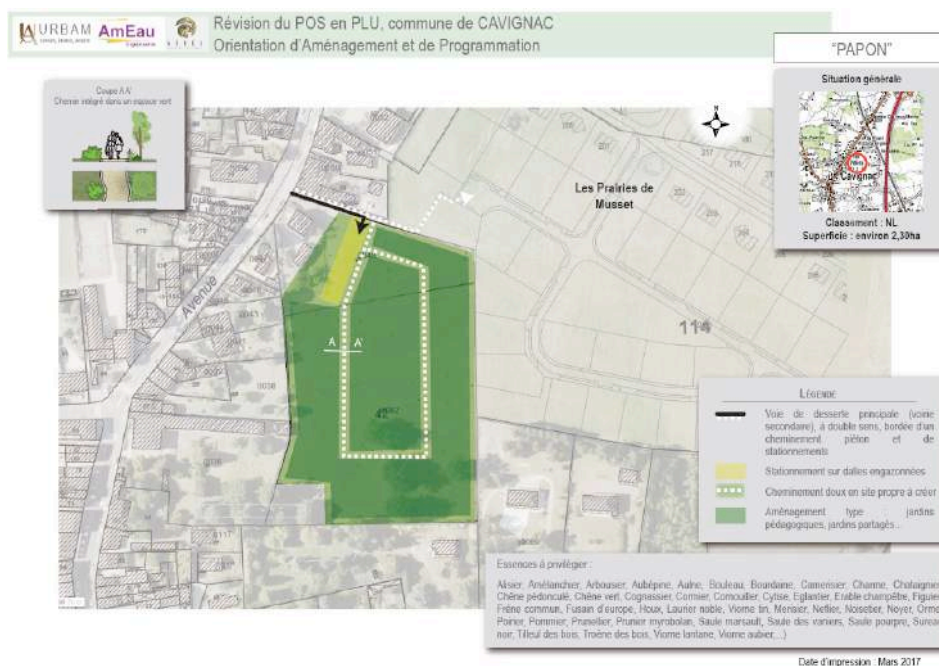 URBAM
AmEau
Révision du POS en PLU, commune de CAVIGNAC
Orientation d'Aménagement et de Programmation
"PAPON"
Coupe A A'
Chemin intégré dans un espace vert
Situation générale
Cavignac
Classement : NL
Superficie : environ 2,30ha
N
Les Prairies de
Musset
Avenue
114
A A'
LÉGENDE
Voie de desserte principale (voirie
secondaire), à double sens, bordée d'un
cheminement piéton et de
stationnements
Stationnement sur dalles engazonnées
Cheminement doux en site propre à créer
Aménagement type : jardins
pédagogiques, jardins partagés...
Essences à privilégier :
Alisier, Amélanchier, Arbousier, Aubépine, Aulne, Bouleau, Bourdaine, Camerisier, Charme, Chataignier
Chêne pédonculé, Chêne vert, Cognassier, Cormier, Cornouiller, Cytise, Eglantier, Erable champêtre, Figuier
Frêne commun, Fusain d'europe, Houx, Laurier noble, Viorne tin, Merisier, Neflier, Noisetier, Noyer, Orme
Poirier, Pommier, Prunellier, Prunier myrobolan, Saule marsault, Saule des vaniers, Saule pourpre, Sureau
noir, Tilleul des bois, Troène des bois, Viorne lantane, Viorne aubier,...)
Date d'impression : Mars 2017